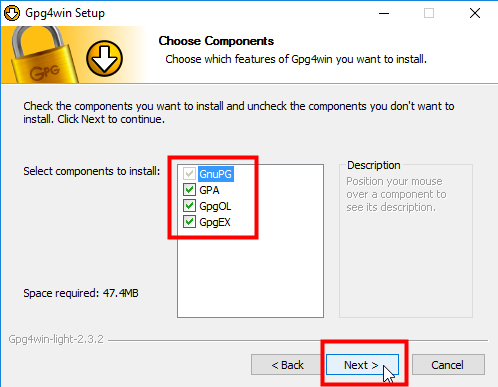 Gpg4win Setup
GPG
Choose Components
Choose which features of Gpg4win you want to install.
Check the components you want to install and uncheck the components you don't want to
install. Click Next to continue.
Select components to install:
GnuPG
GPA
GpgOL
GpgEX
Description
Position your mouse
over a component to
see its description.
Space required: 47.4MB
Gpg4win-light-2.3.2
< Back
Next >
Cancel